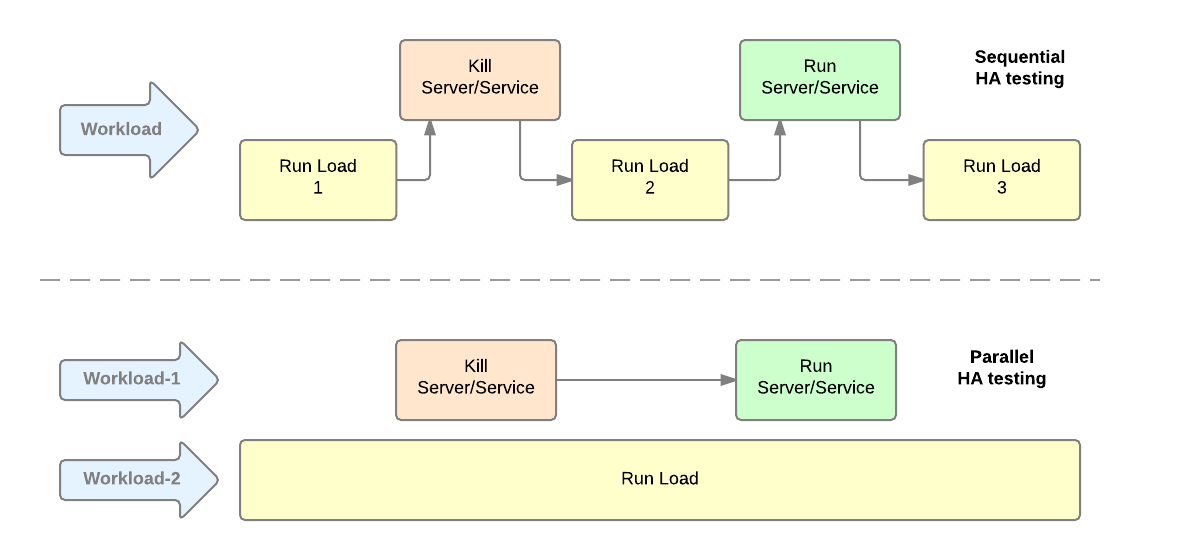 Kill
Server/Service
Run
Server/Service
Sequential
HA testing
Workload
Run Load
1
Run Load
2
Run Load
3
Workload-1
Kill
Server/Service
Run
Server/Service
Parallel
HA testing
Workload-2
Run Load